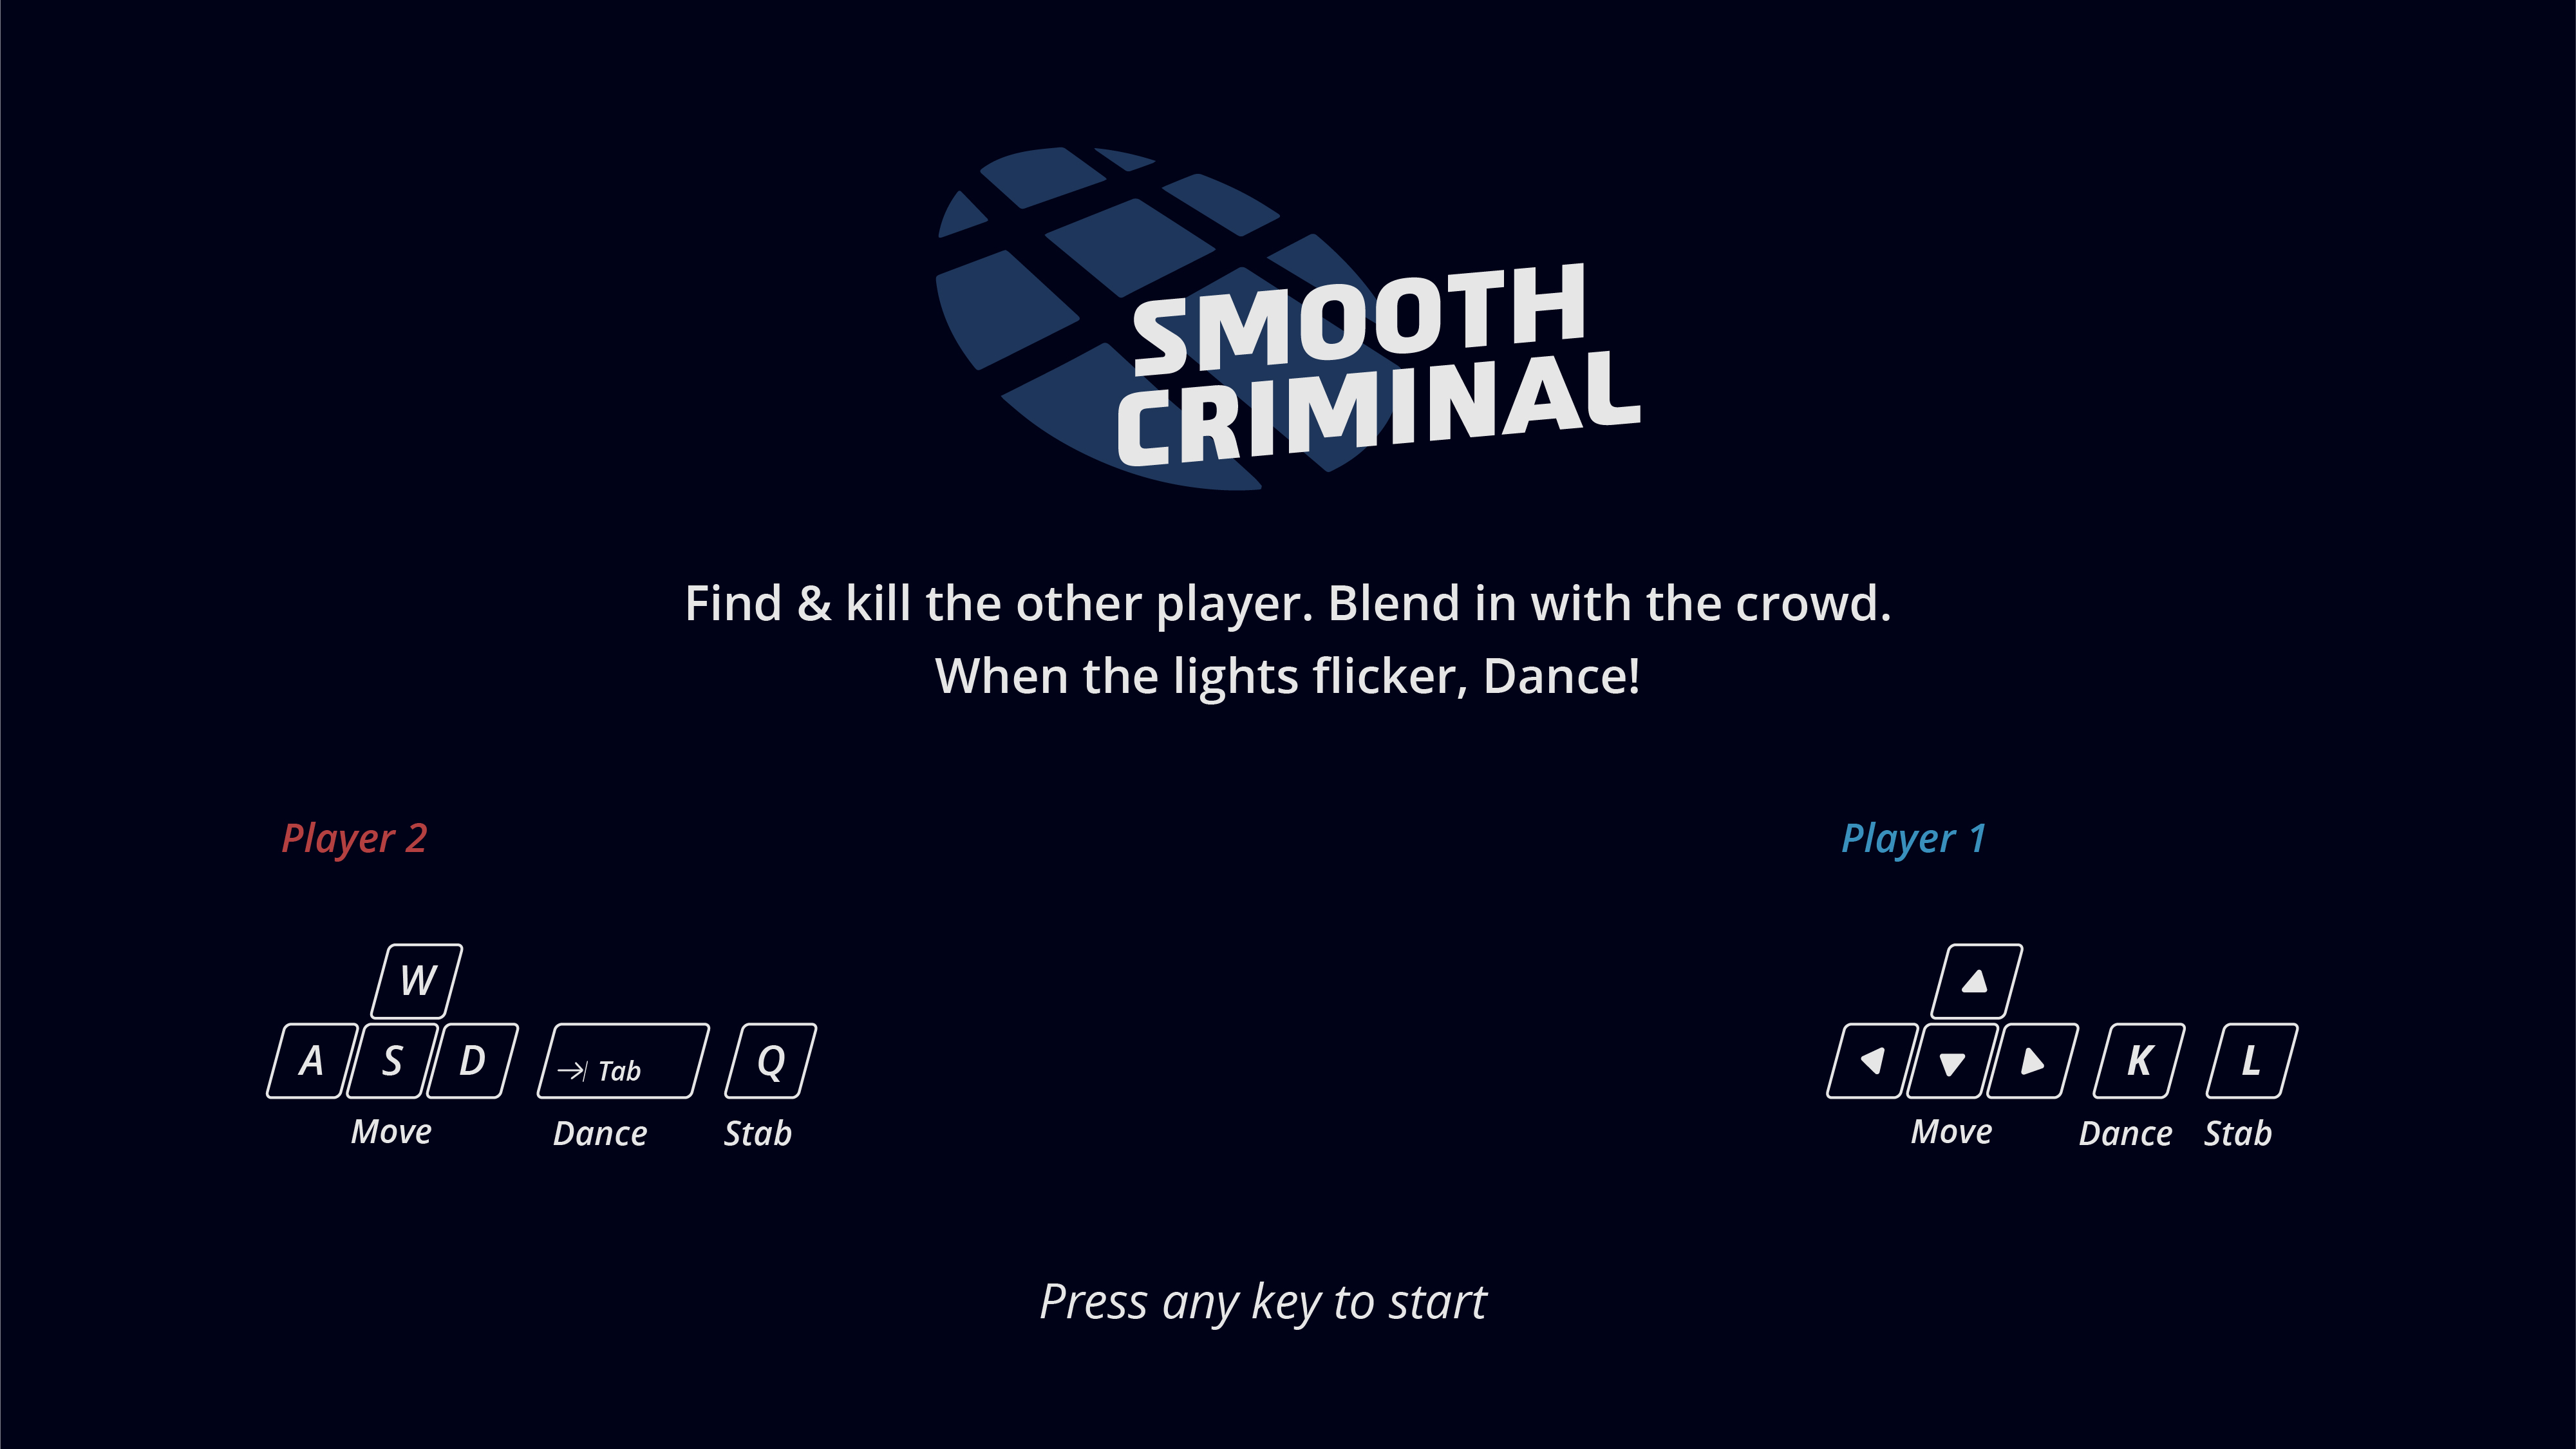 SMOOTH
CRIMINAL
Find & kill the other player. Blend in with the crowd.
When the lights flicker, Dance!
Player 2
W
A S D Tab Q
Move Dance Stab
Player 1
K L
Move Dance Stab
Press any key to start